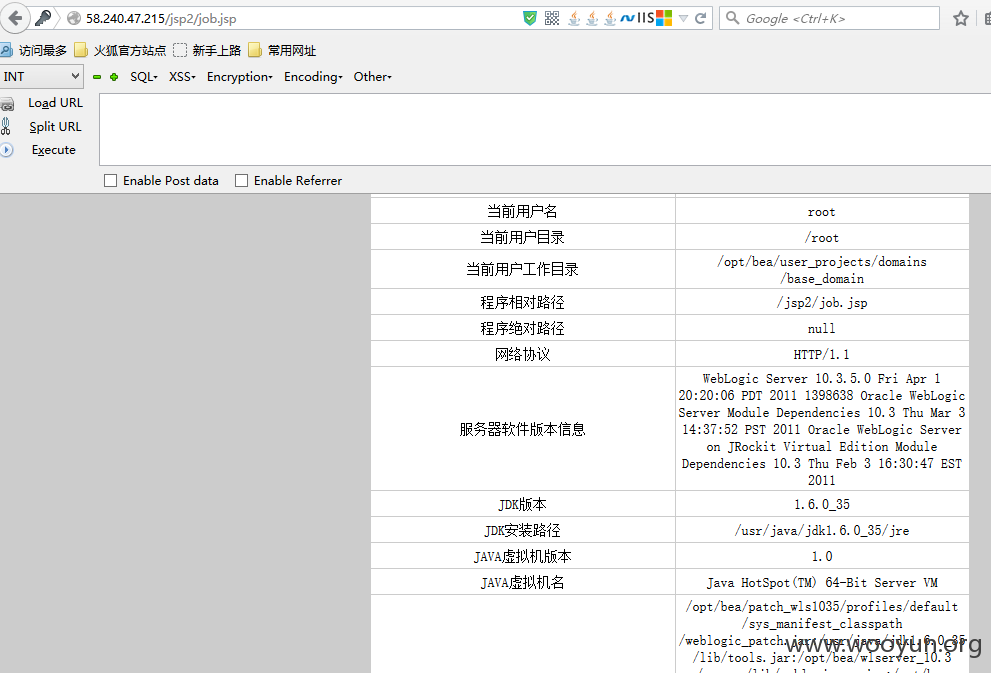 58.240.47.215/jsp2/job.jsp
IIS
Google <Ctrl+K>
访问最多 火狐官方站点 新手上路 常用网址
INT SQL XSS Encryption Encoding Other
Load URL
Split URL
Execute
Enable Post data Enable Referrer
当前用户名 root
当前用户目录 /root
当前用户工作目录 /opt/bea/user_projects/domains
/base_domain
程序相对路径 /jsp2/job.jsp
程序绝对路径 null
网络协议 HTTP/1.1
服务器软件版本信息 WebLogic Server 10.3.5.0 Fri Apr 1
20:20:06 PDT 2011 1398638 Oracle WebLogic
Server Module Dependencies 10.3 Thu Mar 3
14:37:52 PST 2011 Oracle WebLogic Server
on JRockit Virtual Edition Module
Dependencies 10.3 Thu Feb 3 16:30:47 EST
2011
JDK版本 1.6.0_35
JDK安装路径 /usr/java/jdk1.6.0_35/jre
JAVA虚拟机版本 1.0
JAVA虚拟机名 Java HotSpot(TM) 64-Bit Server VM
/opt/bea/patch_wls1035/profiles/default
/sys_manifest_classpath
/weblogic_patch.jar:/usr/java/jdk1.6.0_35
/lib/tools.jar:/opt/bea/wlserver_10.3
www.wooyun.org